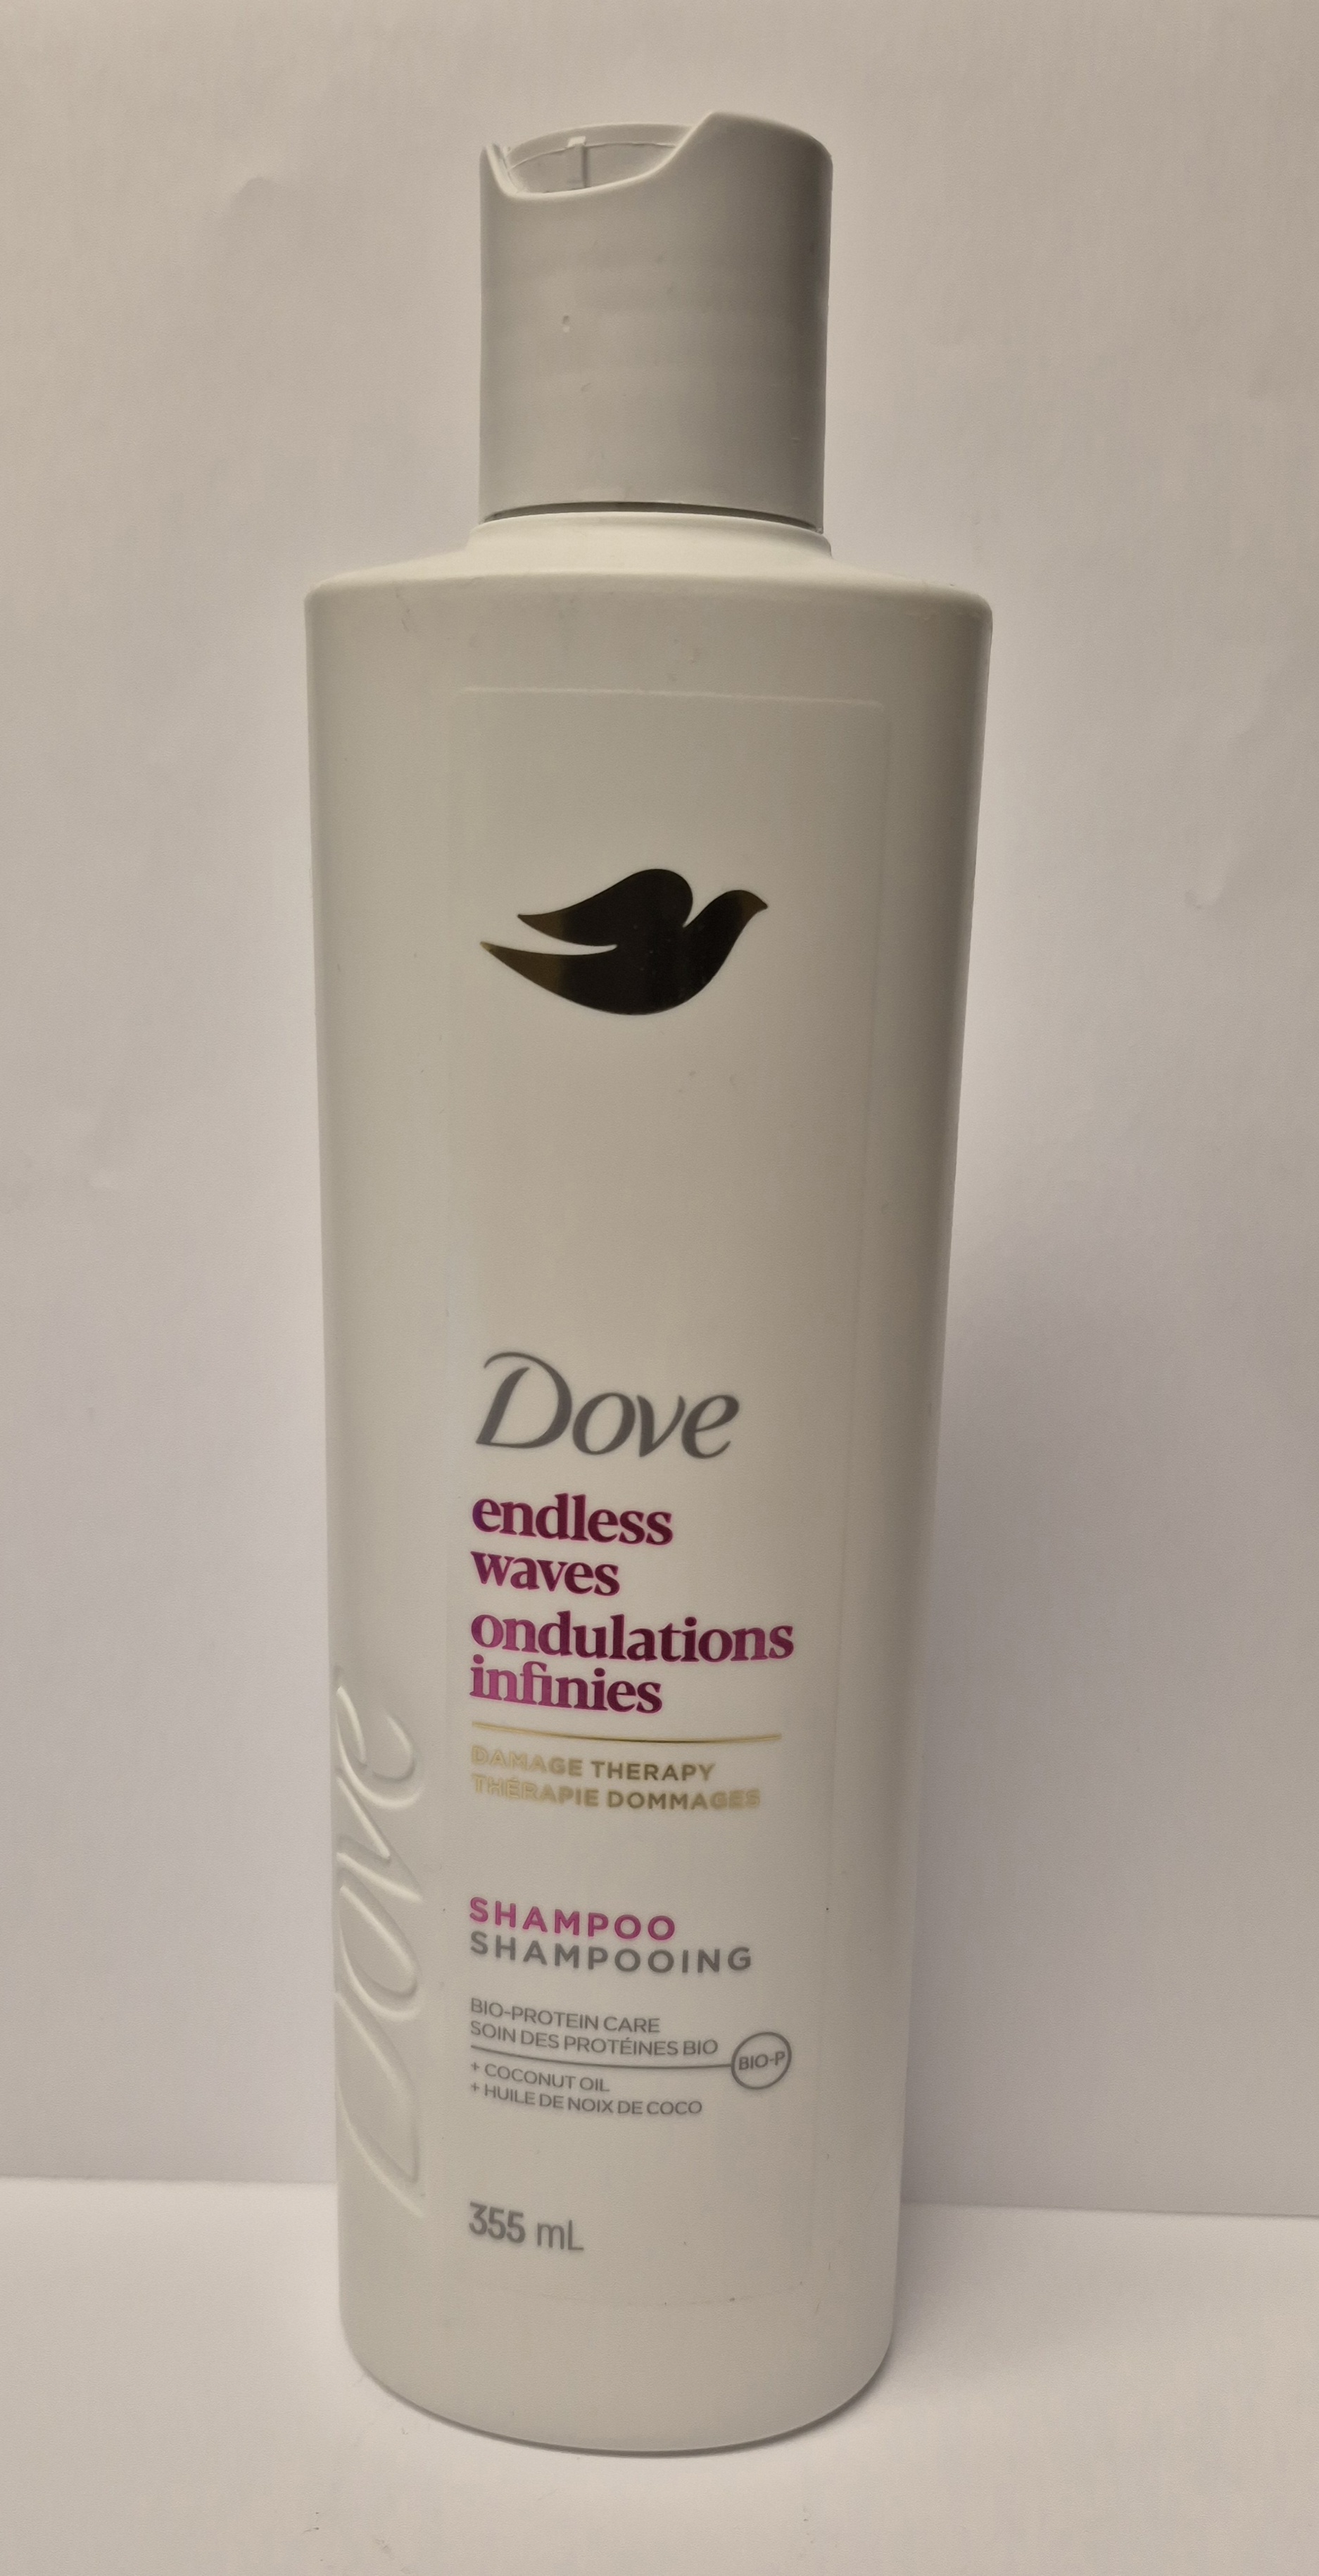 Dove
endless
waves
ondulations
infinies
DAMAGE THERAPY
THÉRAPIE DOMMAGES
SHAMPOO
SHAMPOOING
BIO-PROTEIN CARE
SOIN DES PROTÉINES BIO
BIO-P
+ COCONUT OIL
+ HUILE DE NOIX DE COCO
355 mL
Dove